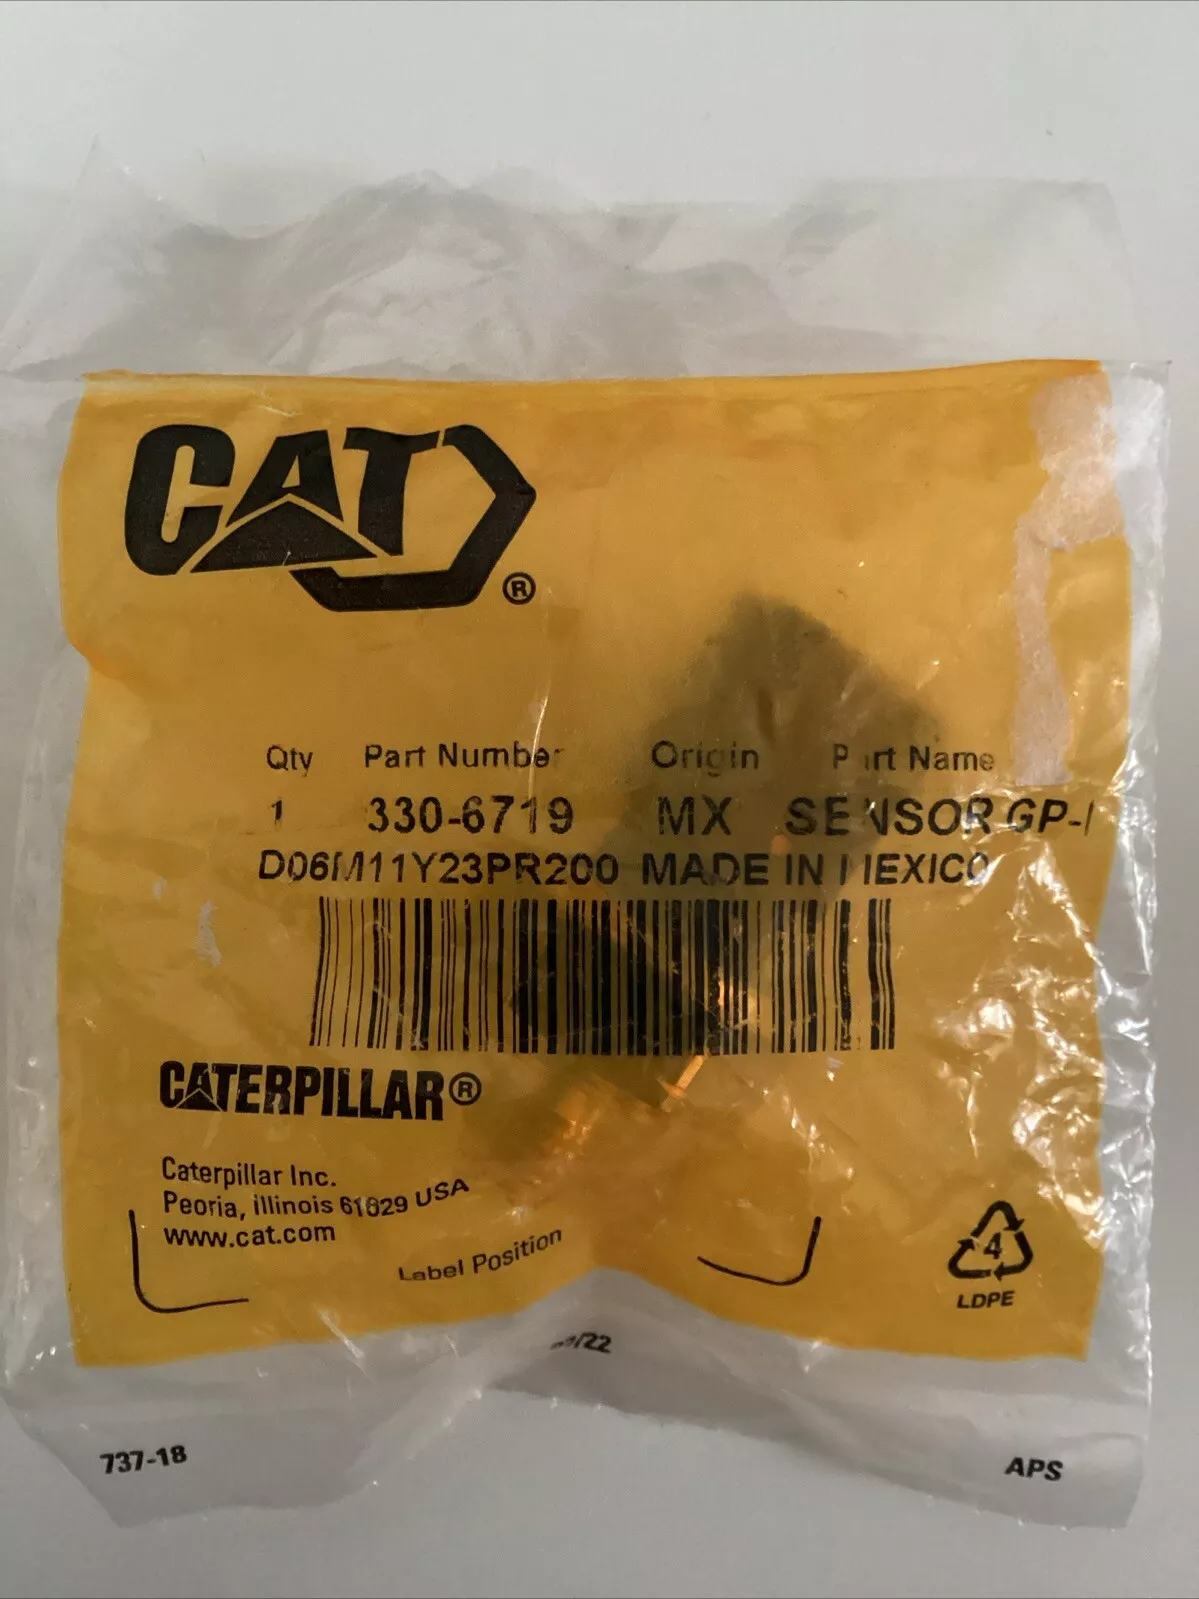 CAT®
Qty Part Number Origin Part Name
1 330-6719 MX SENSOR GP-
D06M11Y23PR200 MADE IN MEXICO
CATERPILLAR®
Caterpillar Inc.
Peoria, illinois 61629 USA
www.cat.com
Label Position
4
LDPE
/22
737-18
APS